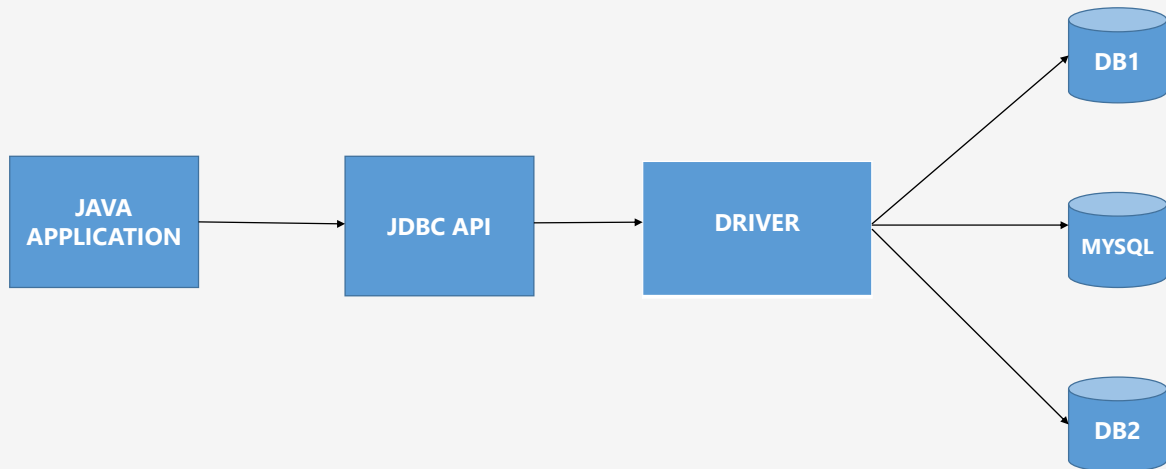 JAVA
APPLICATION
JDBC API
DRIVER
DB1
MYSQL
DB2